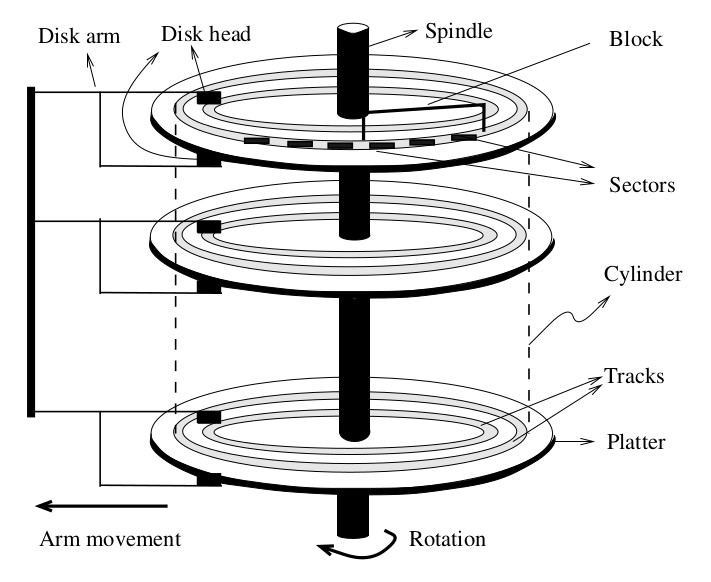 Disk arm
Disk head
Spindle
Block
Sectors
Cylinder
Tracks
Platter
Arm movement
Rotation